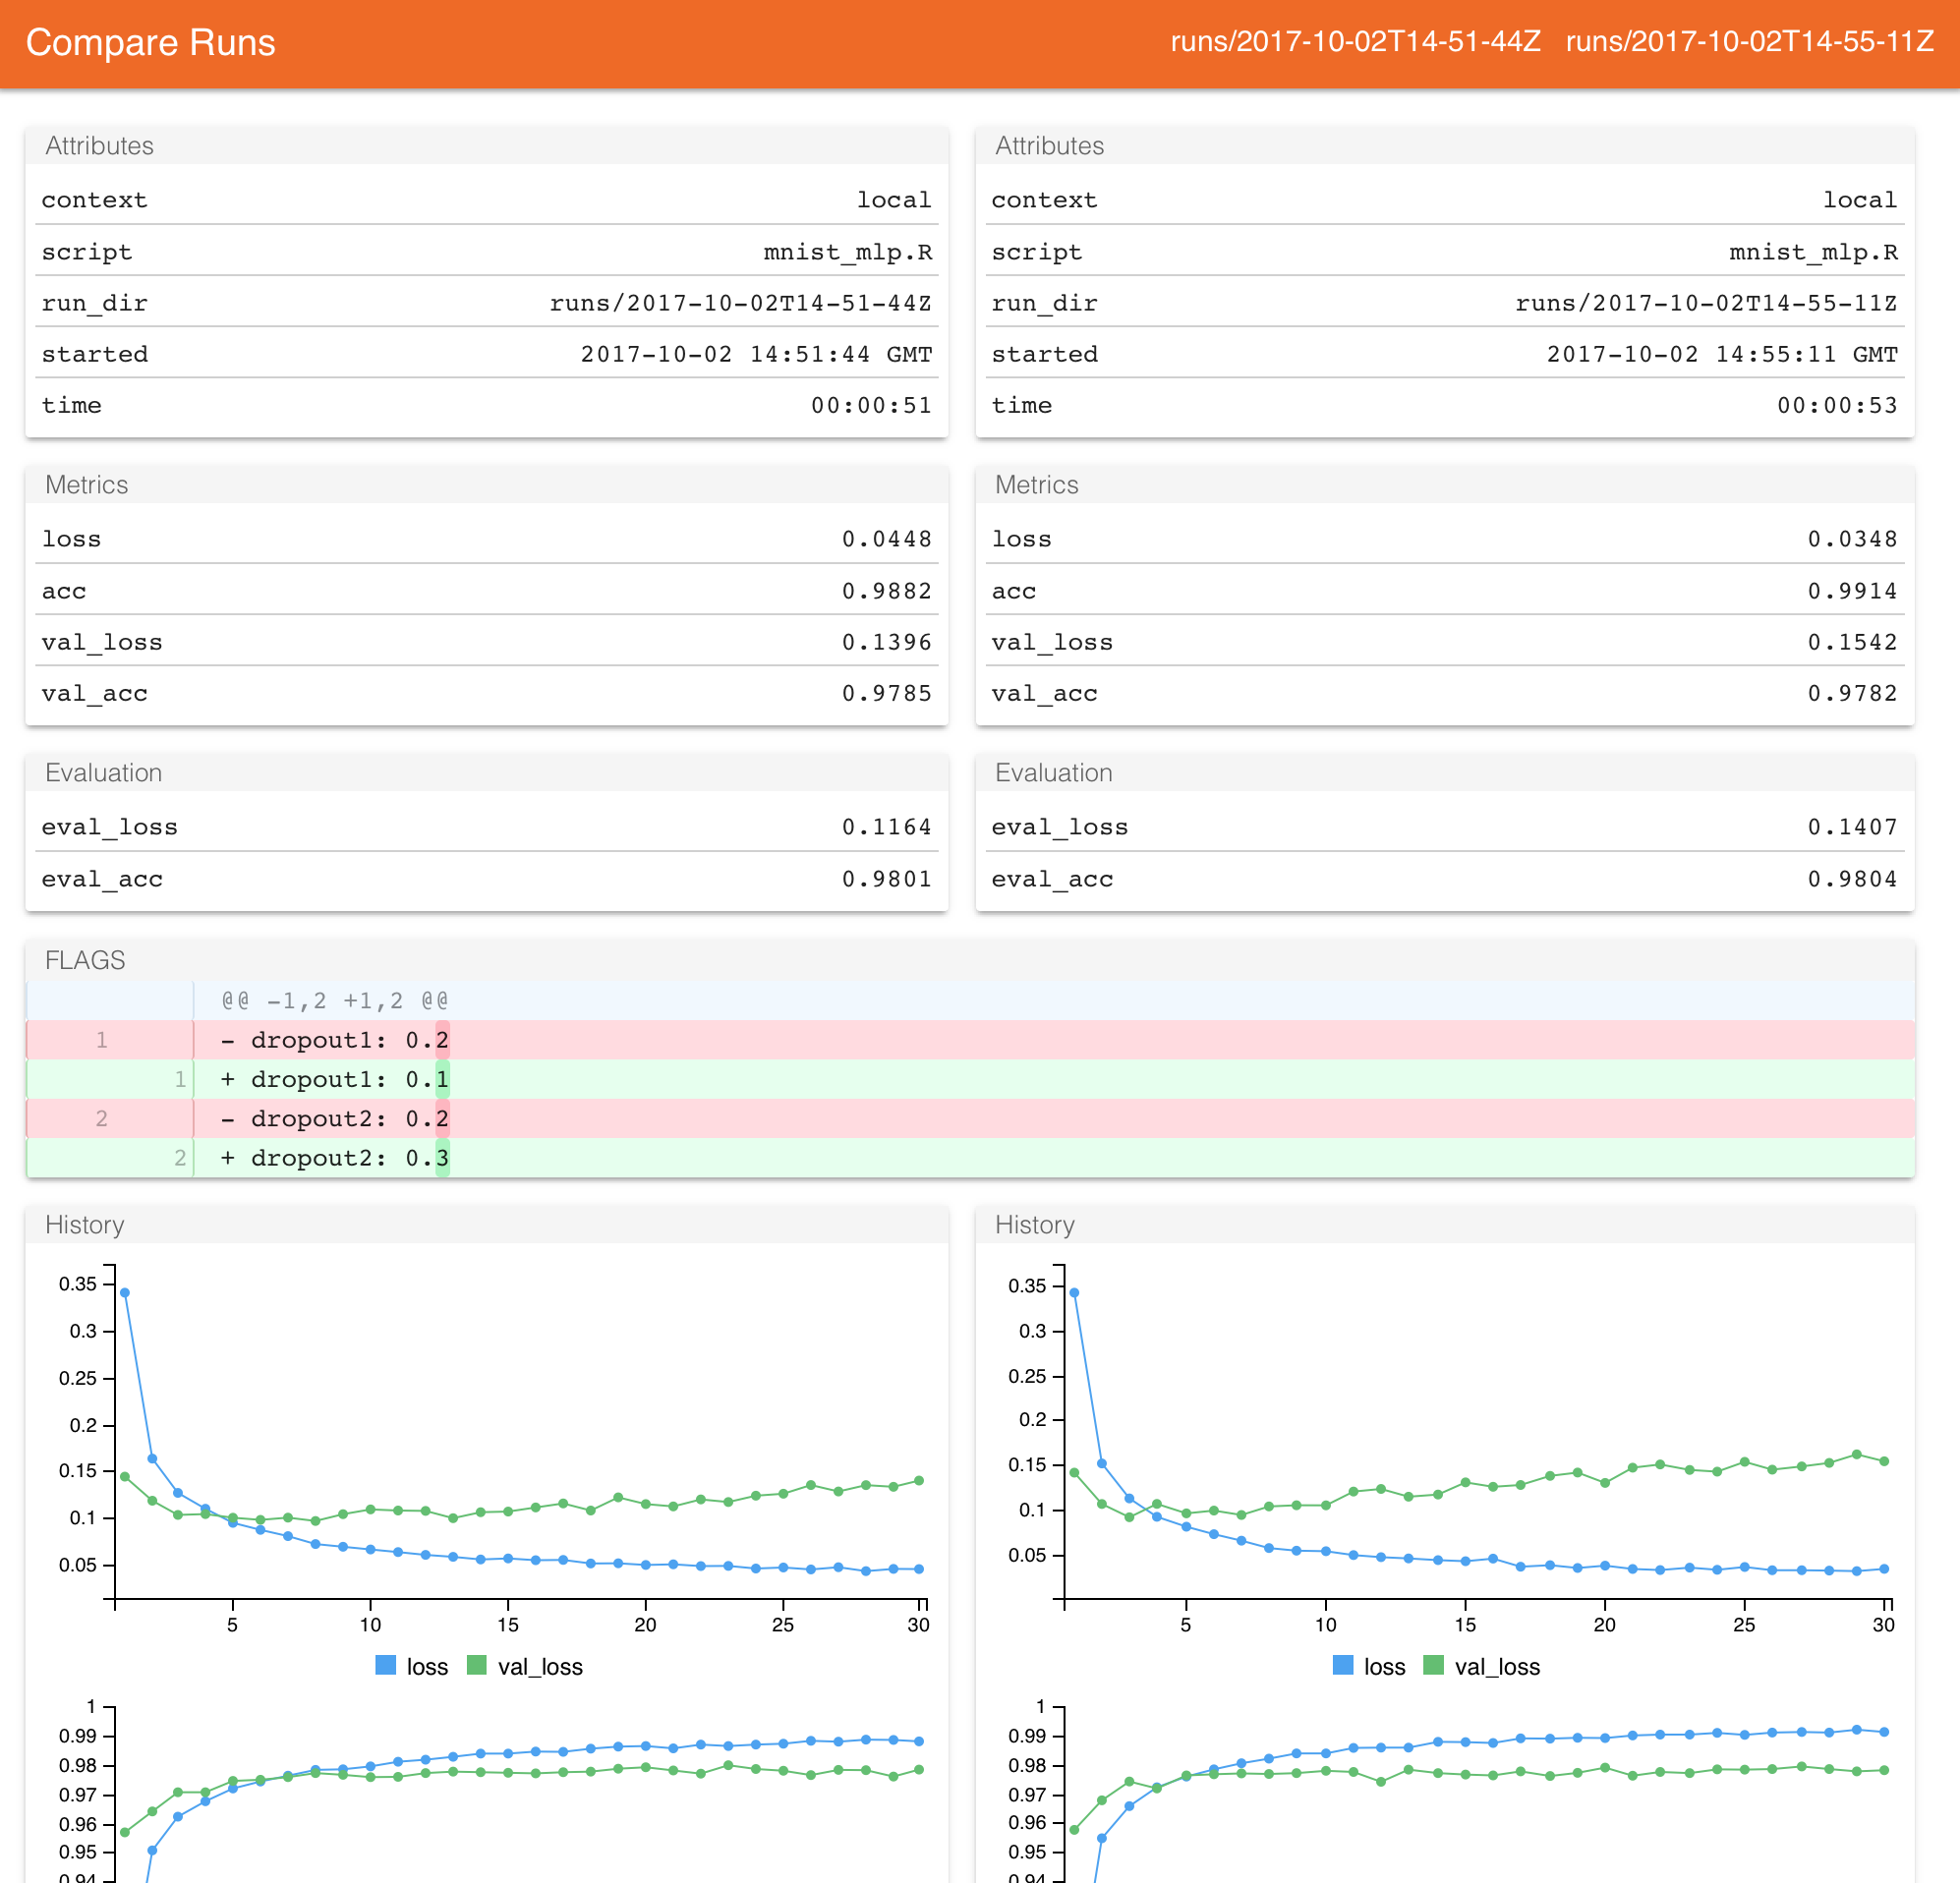 Compare Runs
runs/2017-10-02T14-51-44Z runs/2017-10-02T14-55-11Z
Attributes
context local
script mnist_mlp.R
run_dir runs/2017-10-02T14-51-44Z
started 2017-10-02 14:51:44 GMT
time 00:00:51
Attributes
context local
script mnist_mlp.R
run_dir runs/2017-10-02T14-55-11Z
started 2017-10-02 14:55:11 GMT
time 00:00:53
Metrics
loss 0.0448
acc 0.9882
val_loss 0.1396
val_acc 0.9785
Metrics
loss 0.0348
acc 0.9914
val_loss 0.1542
val_acc 0.9782
Evaluation
eval_loss 0.1164
eval_acc 0.9801
Evaluation
eval_loss 0.1407
eval_acc 0.9804
FLAGS
@@ -1,2 +1,2 @@
1 - dropout1: 0.2
1 + dropout1: 0.1
2 - dropout2: 0.2
2 + dropout2: 0.3
History
0.35
0.3
0.25
0.2
0.15
0.1
0.05
5 10 15 20 25 30
loss val_loss
1
0.99
0.98
0.97
0.96
0.95
0.94
History
0.35
0.3
0.25
0.2
0.15
0.1
0.05
5 10 15 20 25 30
loss val_loss
1
0.99
0.98
0.97
0.96
0.95
0.94